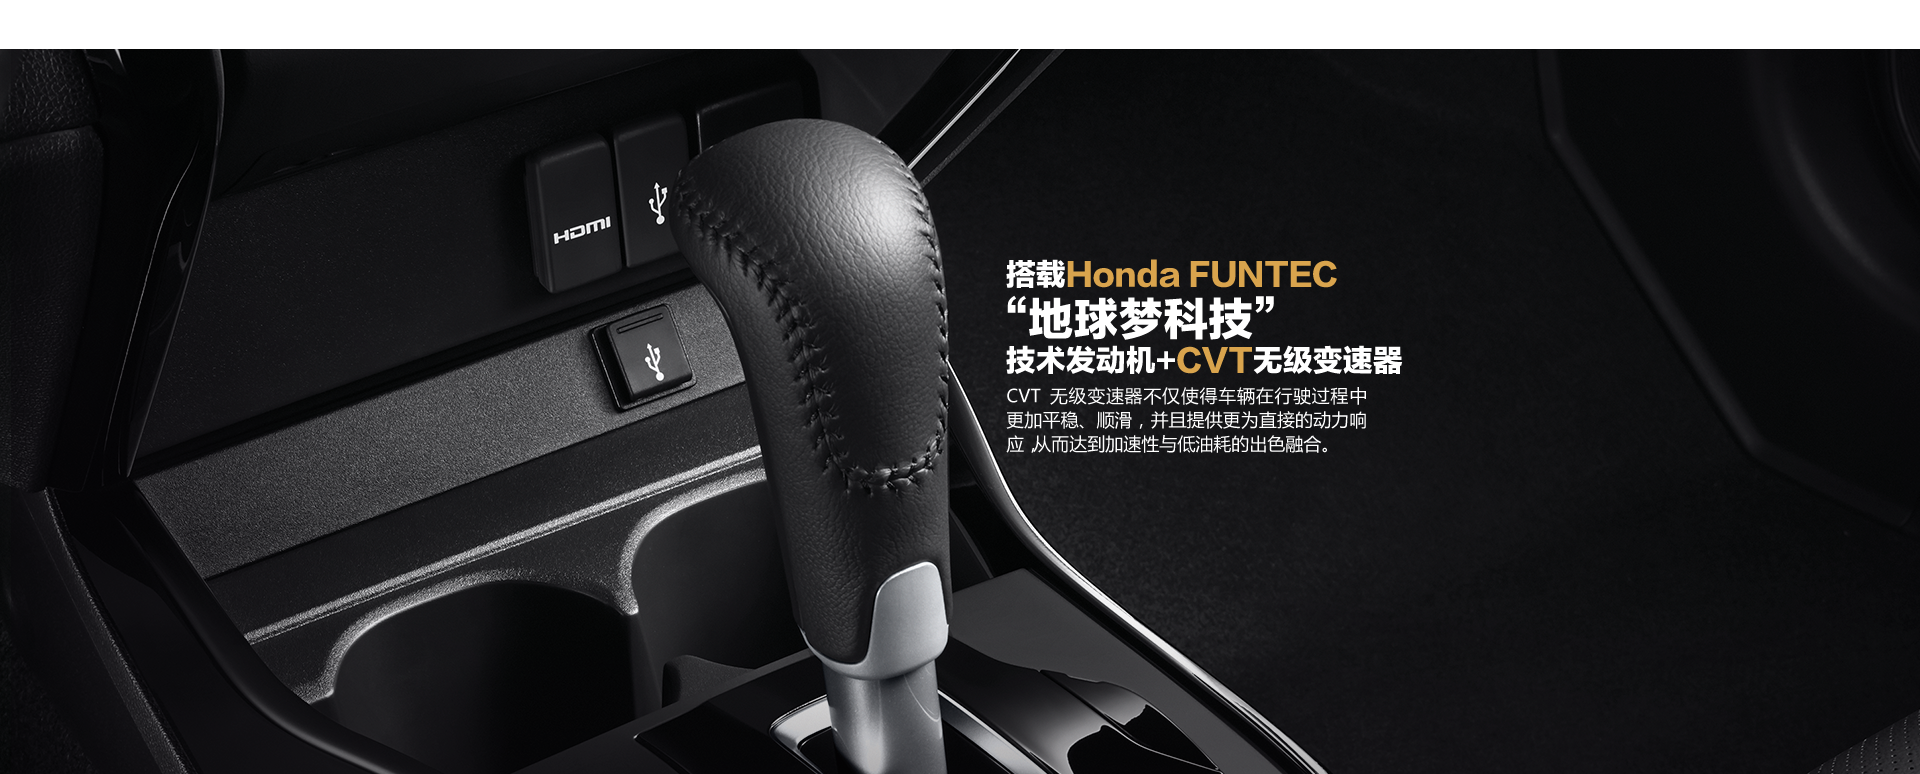 HDMI
搭载Honda FUNTEC
“地球梦科技”
技术发动机+CVT无级变速器
CVT 无级变速器不仅使得车辆在行驶过程中
更加平稳、顺滑，并且提供更为直接的动力响
应，从而达到加速性与低油耗的出色融合。